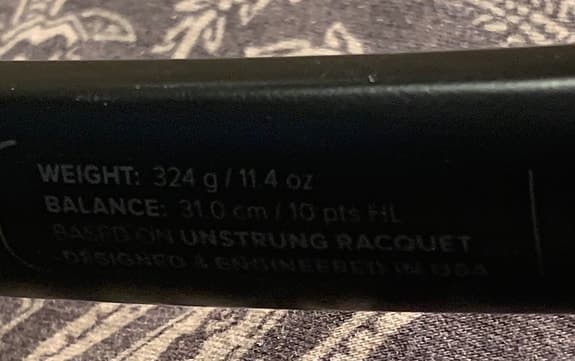 WEIGHT: 324 g / 11.4 oz
BALANCE: 31.0 cm / 10 pts HL
BASED ON UNSTRUNG RACQUET
DESIGNED & ENGINEERED IN USA